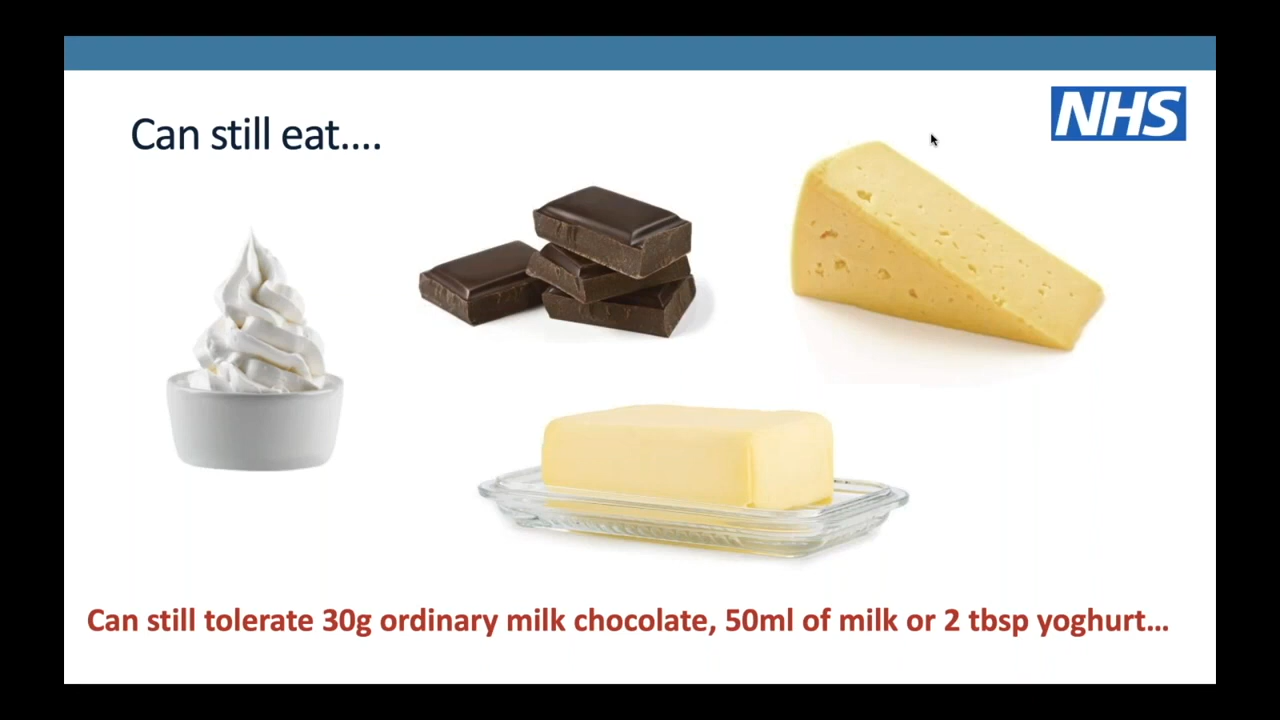 NHS
Can still eat....
Can still tolerate 30g ordinary milk chocolate, 50ml of milk or 2 tbsp yoghurt...